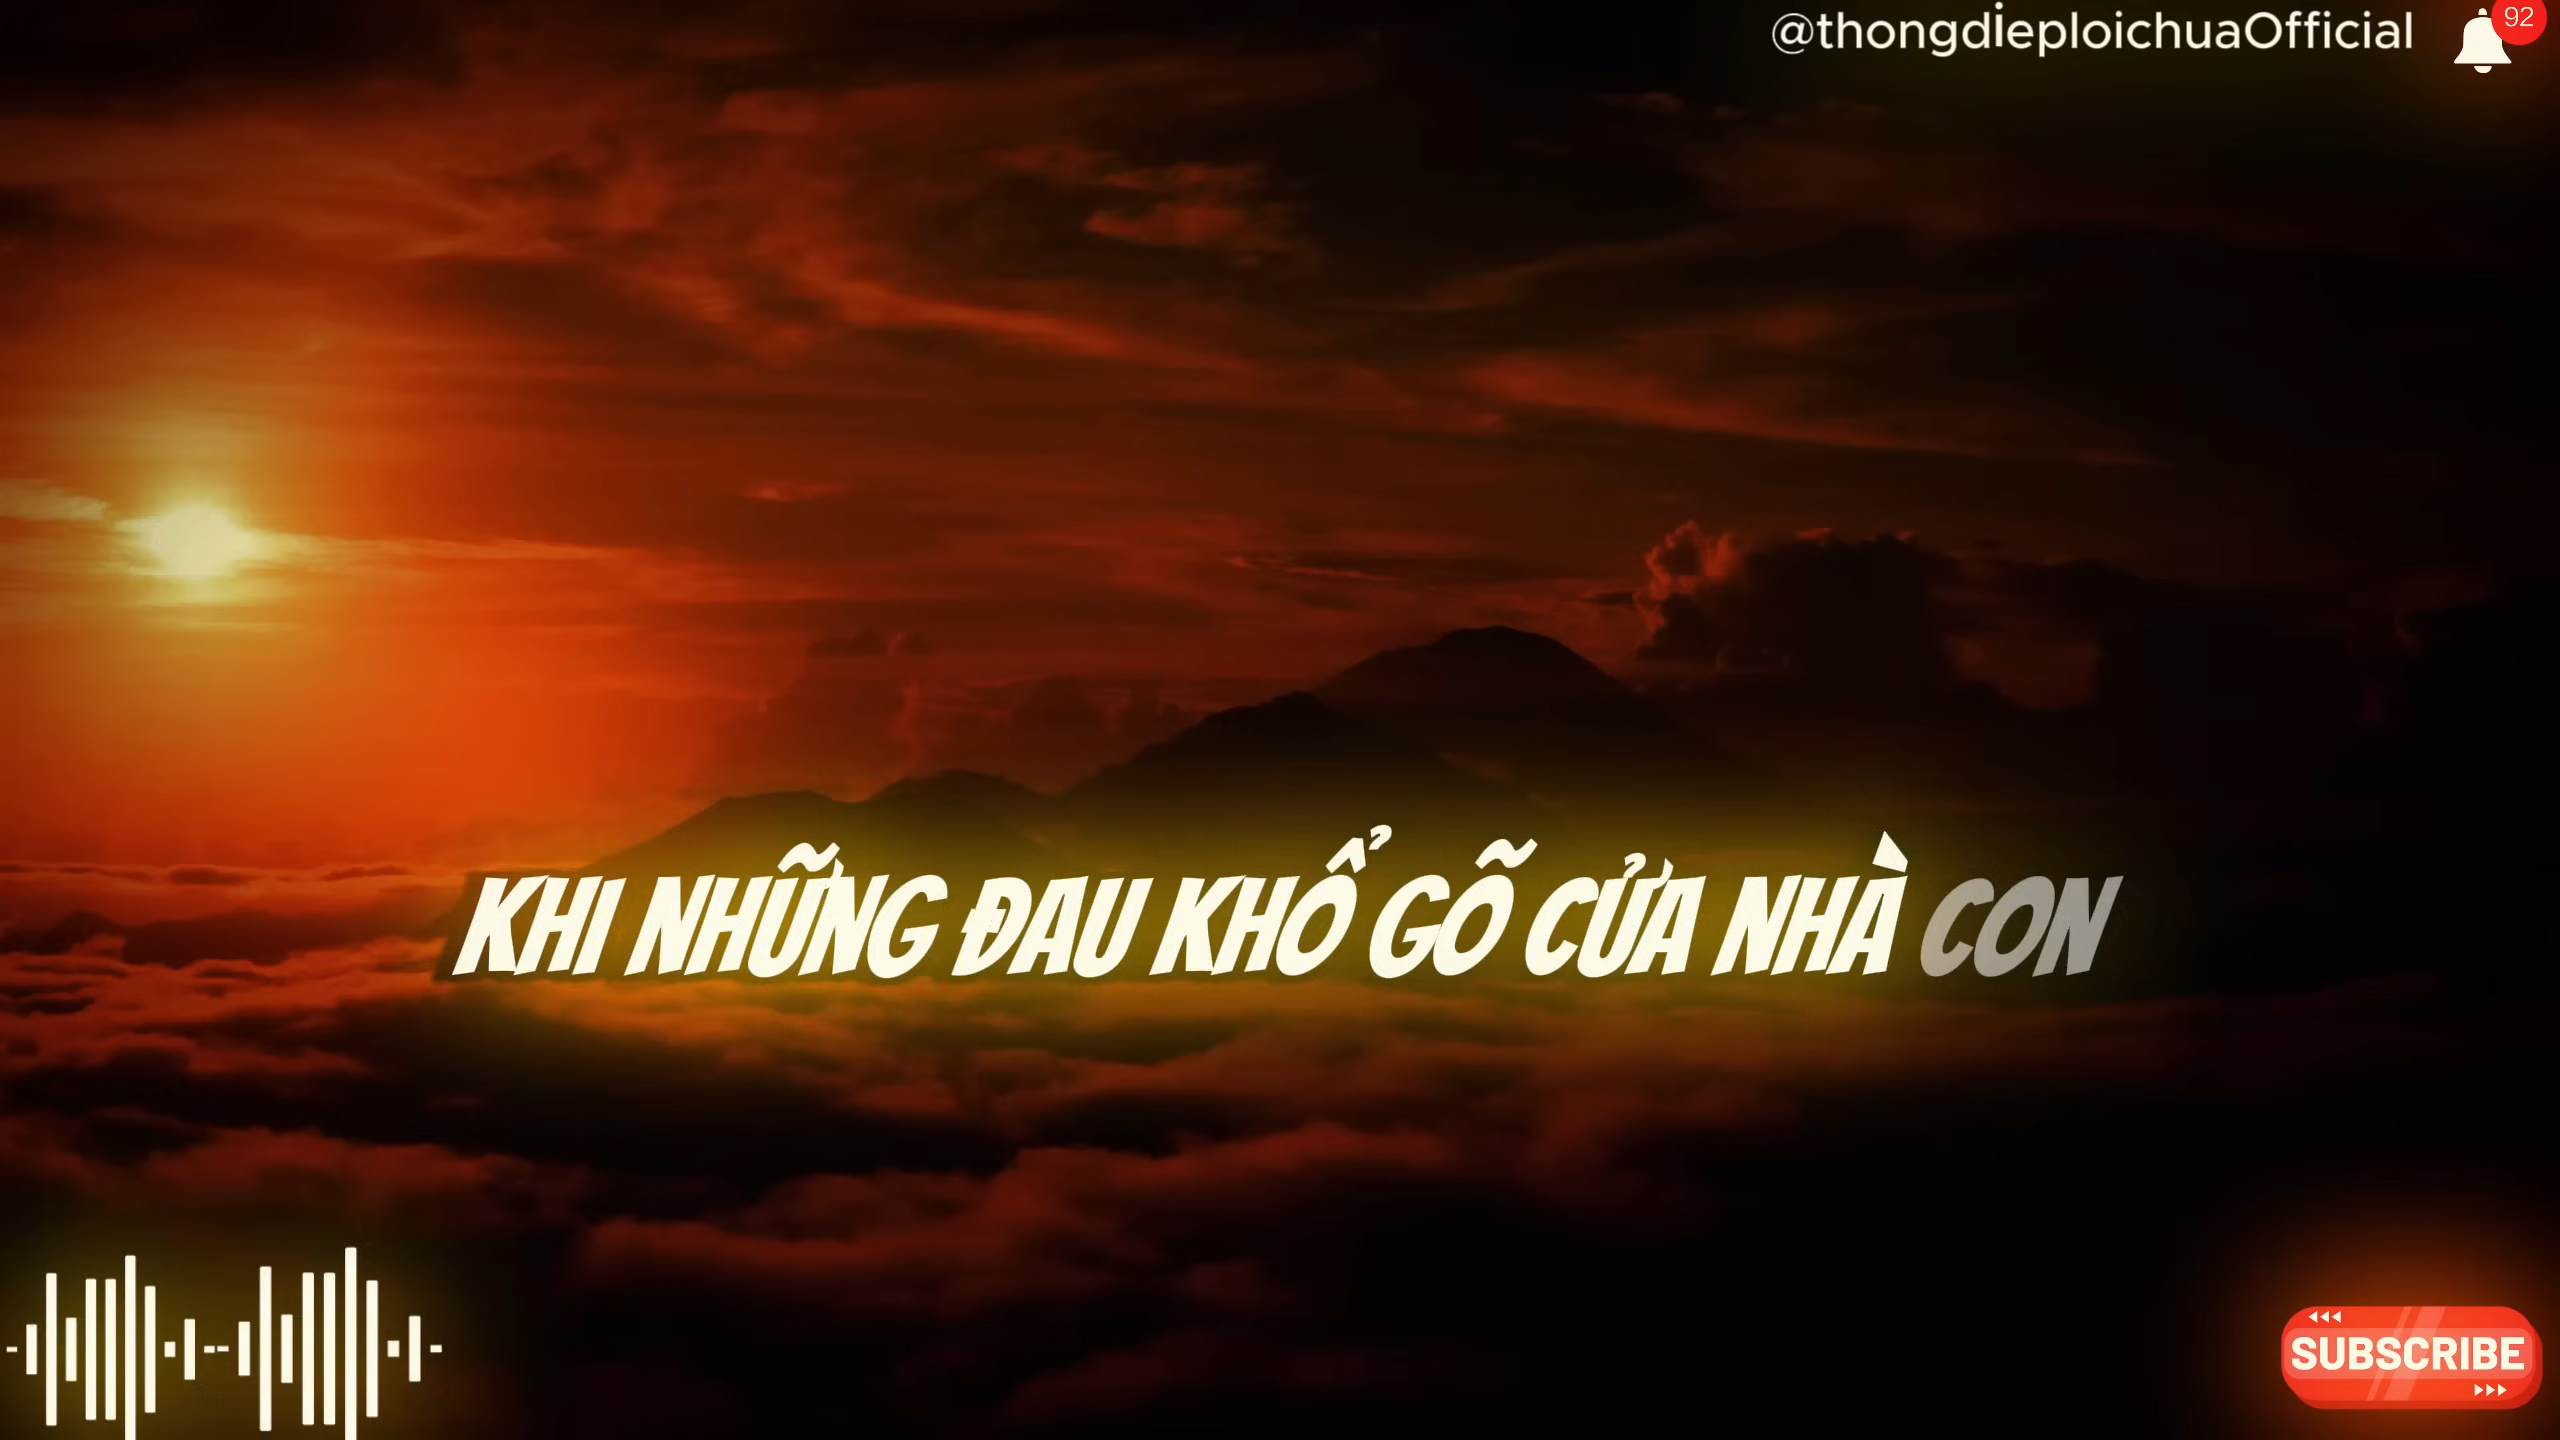 @thongdieploichuaOfficial
92
KHI NHỮNG ĐAU KHỔ GÕ CỬA NHÀ CON
SUBSCRIBE